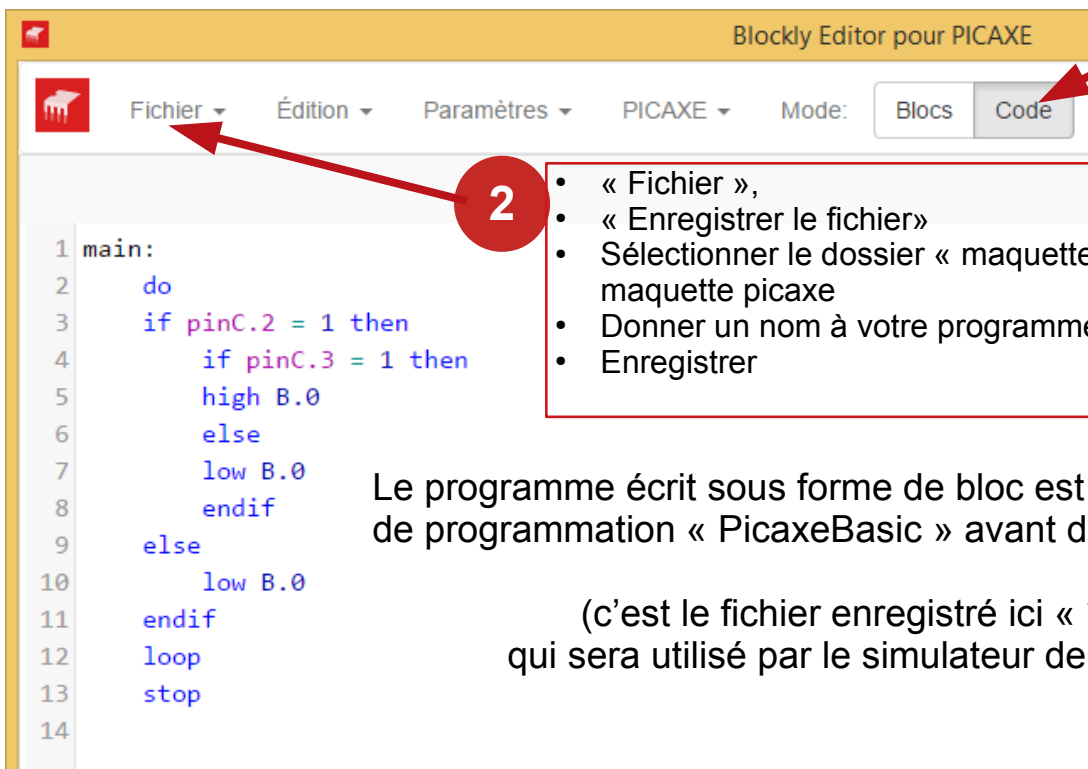 Blockly Editor pour PICAXE
Fichier Édition Paramètres PICAXE Mode: Blocs Code
2
• « Fichier »,
• « Enregistrer le fichier»
• Sélectionner le dossier « maquette
maquette picaxe
• Donner un nom à votre programme
• Enregistrer
1 main:
2 do
3 if pinC.2 = 1 then
4 if pinC.3 = 1 then
5 high B.0
6 else
7 low B.0
8 endif
9 else
10 low B.0
11 endif
12 loop
13 stop
14
Le programme écrit sous forme de bloc est
de programmation « PicaxeBasic » avant d
(c’est le fichier enregistré ici «
qui sera utilisé par le simulateur de